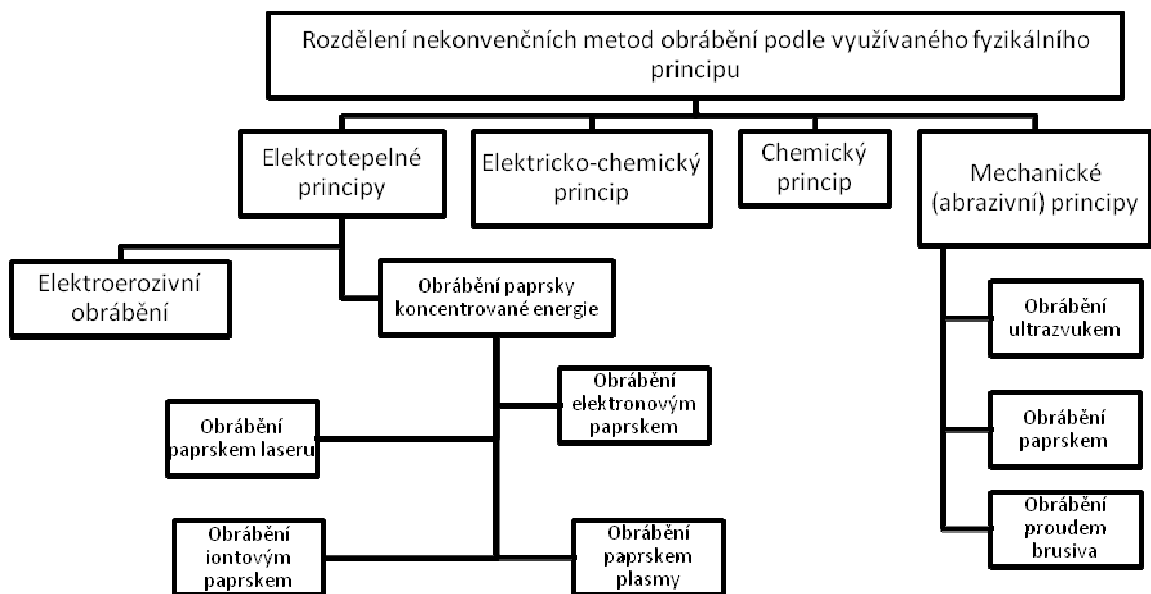 Rozdělení nekonvenčních metod obrábění podle využívaného fyzikálního
principu
Elektrotepelné
principy
Elektricko-chemický
princip
Chemický
princip
Mechanické
(abrazivní) principy
Elektroerozivní
obrábění
Obrábění paprsky
koncentrované energie
Obrábění
ultrazvukem
Obrábění
elektronovým
paprskem
Obrábění
paprskem laseru
Obrábění
paprskem
Obrábění
iontovým
paprskem
Obrábění
paprskem
plasmy
Obrábění
proudem
brusiva